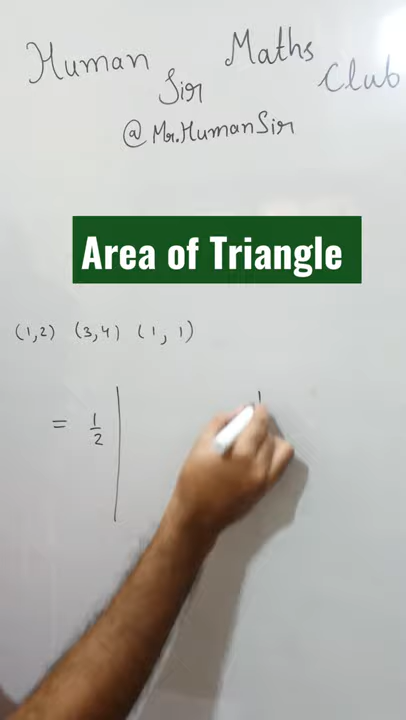 Human Sir Maths Club
@Mr.HumanSir
Area of Triangle
(1,2) (3,4) (1, 1)
= 1/2 |